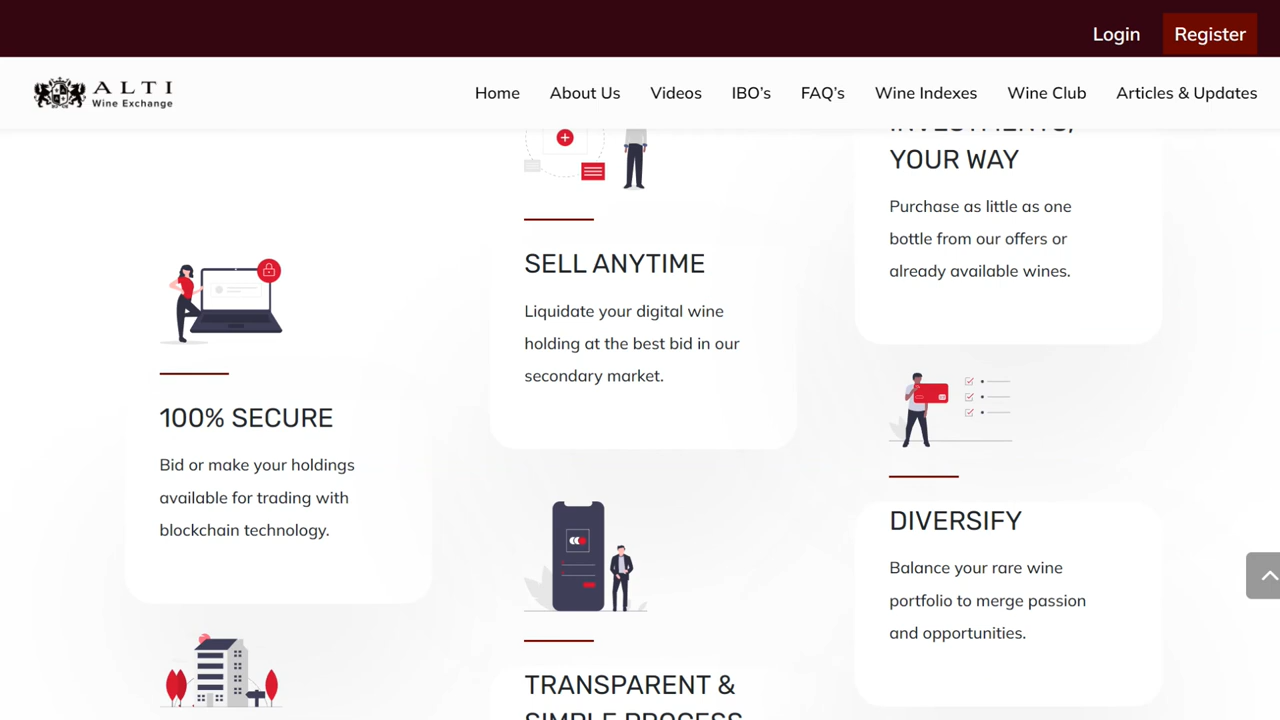 Login
Register
ALTI
Wine Exchange
Home
About Us
Videos
IBO's
FAQ's
Wine Indexes
Wine Club
Articles & Updates
100% SECURE
Bid or make your holdings
available for trading with
blockchain technology.
SELL ANYTIME
Liquidate your digital wine
holding at the best bid in our
secondary market.
TRANSPARENT &
SIMPLE PROCESS
INVESTMENTS,
YOUR WAY
Purchase as little as one
bottle from our offers or
already available wines.
DIVERSIFY
Balance your rare wine
portfolio to merge passion
and opportunities.